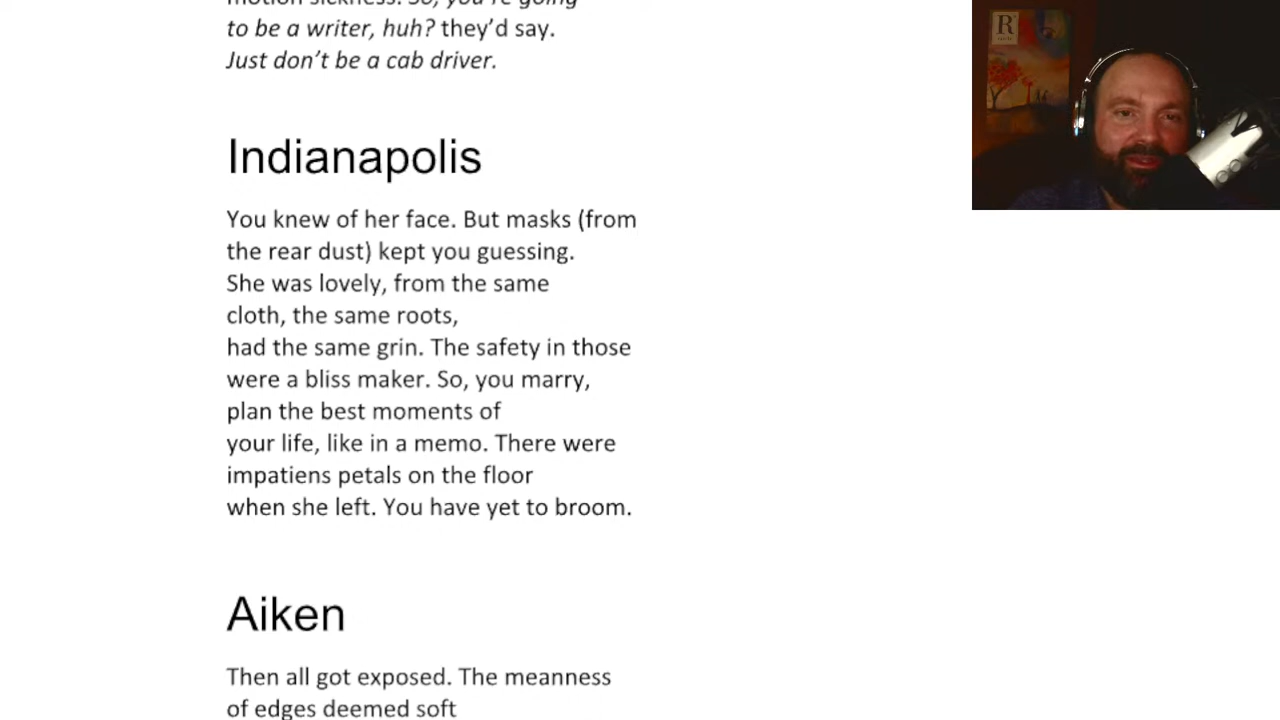 to be a writer, huh? they'd say.
Just don't be a cab driver.
Indianapolis
You knew of her face. But masks (from
the rear dust) kept you guessing.
She was lovely, from the same
cloth, the same roots,
had the same grin. The safety in those
were a bliss maker. So, you marry,
plan the best moments of
your life, like in a memo. There were
impatiens petals on the floor
when she left. You have yet to broom.
Aiken
Then all got exposed. The meanness
of edges deemed soft
R